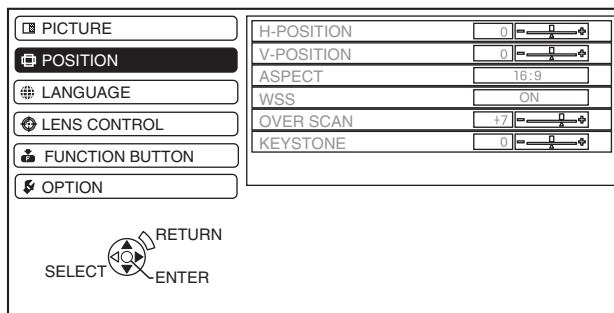 PICTURE
POSITION
LANGUAGE
LENS CONTROL
FUNCTION BUTTON
OPTION
H-POSITION 0 - +
V-POSITION 0 - +
ASPECT 16:9
WSS ON
OVER SCAN +7 - +
KEYSTONE 0 - +
RETURN
SELECT
ENTER